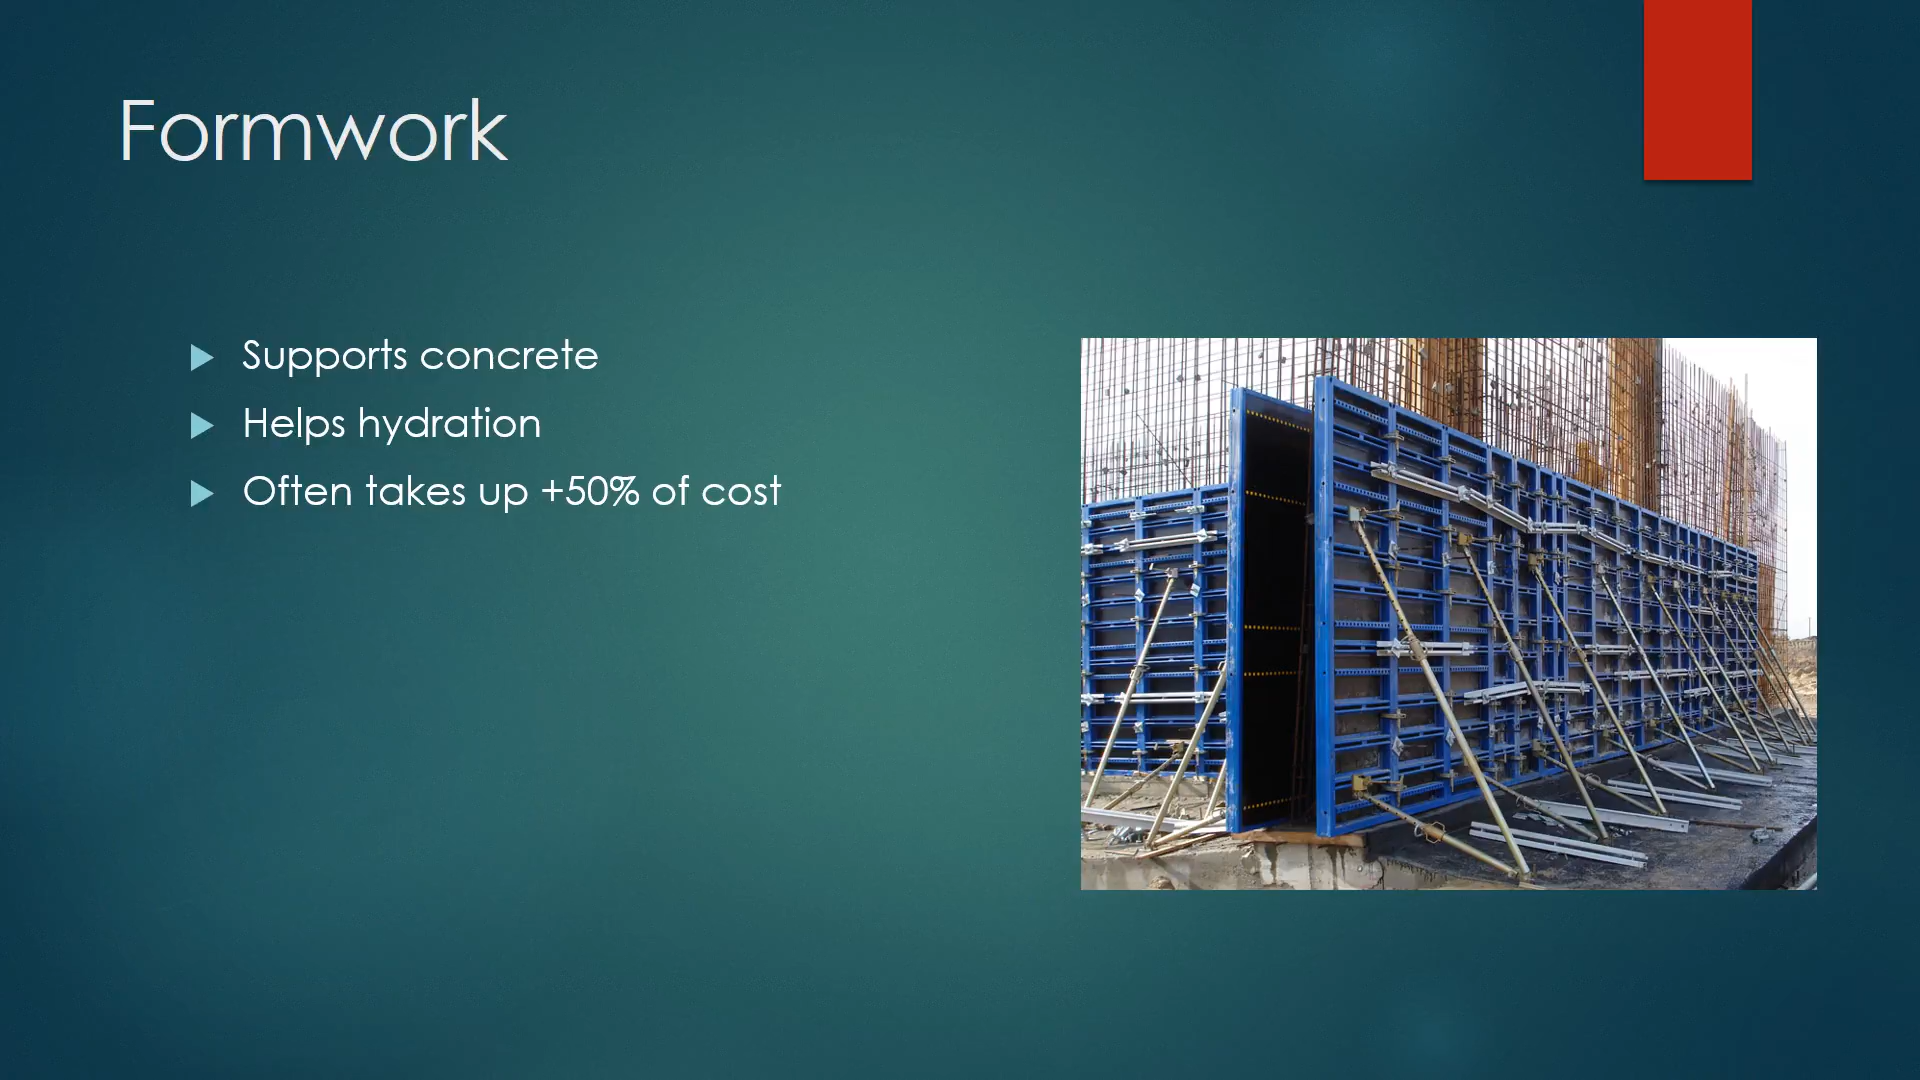 Formwork
Supports concrete
Helps hydration
Often takes up +50% of cost